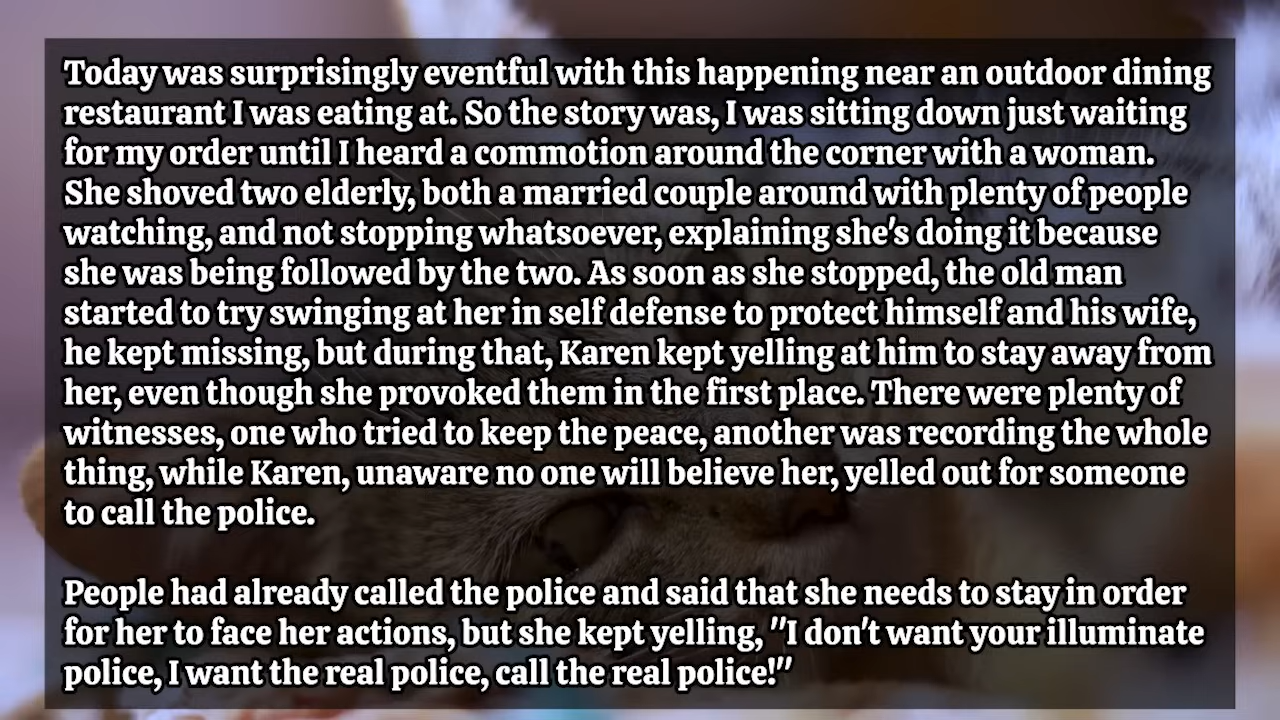 Today was surprisingly eventful with this happening near an outdoor dining
restaurant I was eating at. So the story was, I was sitting down just waiting
for my order until I heard a commotion around the corner with a woman.
She shoved two elderly, both a married couple around with plenty of people
watching, and not stopping whatsoever, explaining she's doing it because
she was being followed by the two. As soon as she stopped, the old man
started to try swinging at her in self defense to protect himself and his wife,
he kept missing, but during that, Karen kept yelling at him to stay away from
her, even though she provoked them in the first place. There were plenty of
witnesses, one who tried to keep the peace, another was recording the whole
thing, while Karen, unaware no one will believe her, yelled out for someone
to call the police.
People had already called the police and said that she needs to stay in order
for her to face her actions, but she kept yelling, "I don't want your illuminate
police, I want the real police, call the real police!"